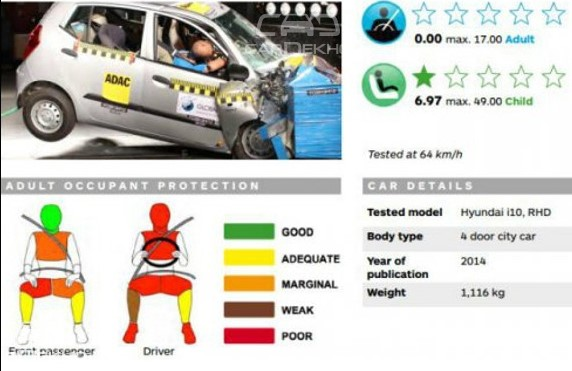 CARDEKHO
ADAC
GLOBAL
0.00 max. 17.00 Adult
6.97 max. 49.00 Child
Tested at 64 km/h
ADULT OCCUPANT PROTECTION
Front passenger
Driver
GOOD
ADEQUATE
MARGINAL
WEAK
POOR
CAR DETAILS
Tested model Hyundai i10, RHD
Body type 4 door city car
Year of
publication 2014
Weight 1,116 kg